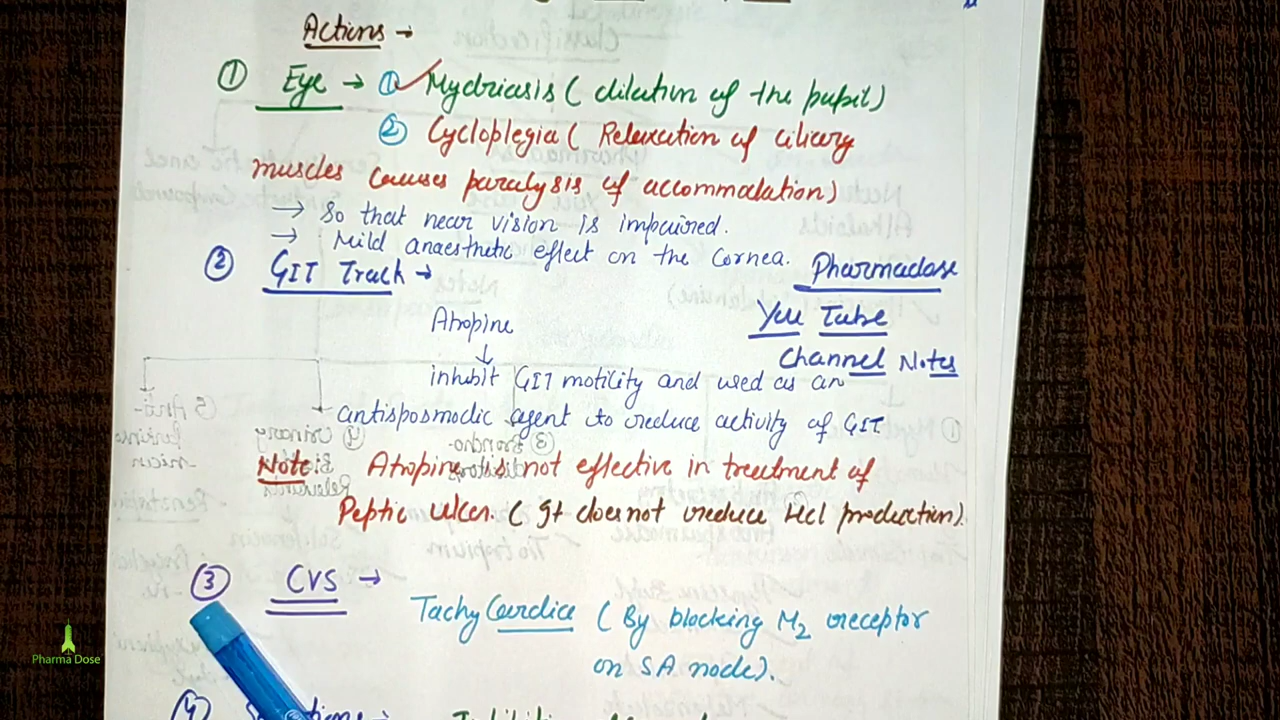 Actions →
① Eye → ① Mydriasis ( dilation of the pupil)
② Cycloplegia ( Relaxation of ciliary
muscles causes paralysis of accommodation)
→ So that near vision is impaired.
→ Mild anaesthetic effect on the Cornea.
② GIT Track →
Pharmadose
You Tube
Channel Notes
Atropine
↓
inhibit GIT motility and used as an
antispasmodic agent to reduce activity of GIT
Note: Atropine is not effective in treatment of
Peptic ulcer. ( It does not reduce Hcl production).
③ CVS →
TachyCardice ( By blocking M₂ receptor
on SA node).
④
Pharma Dose